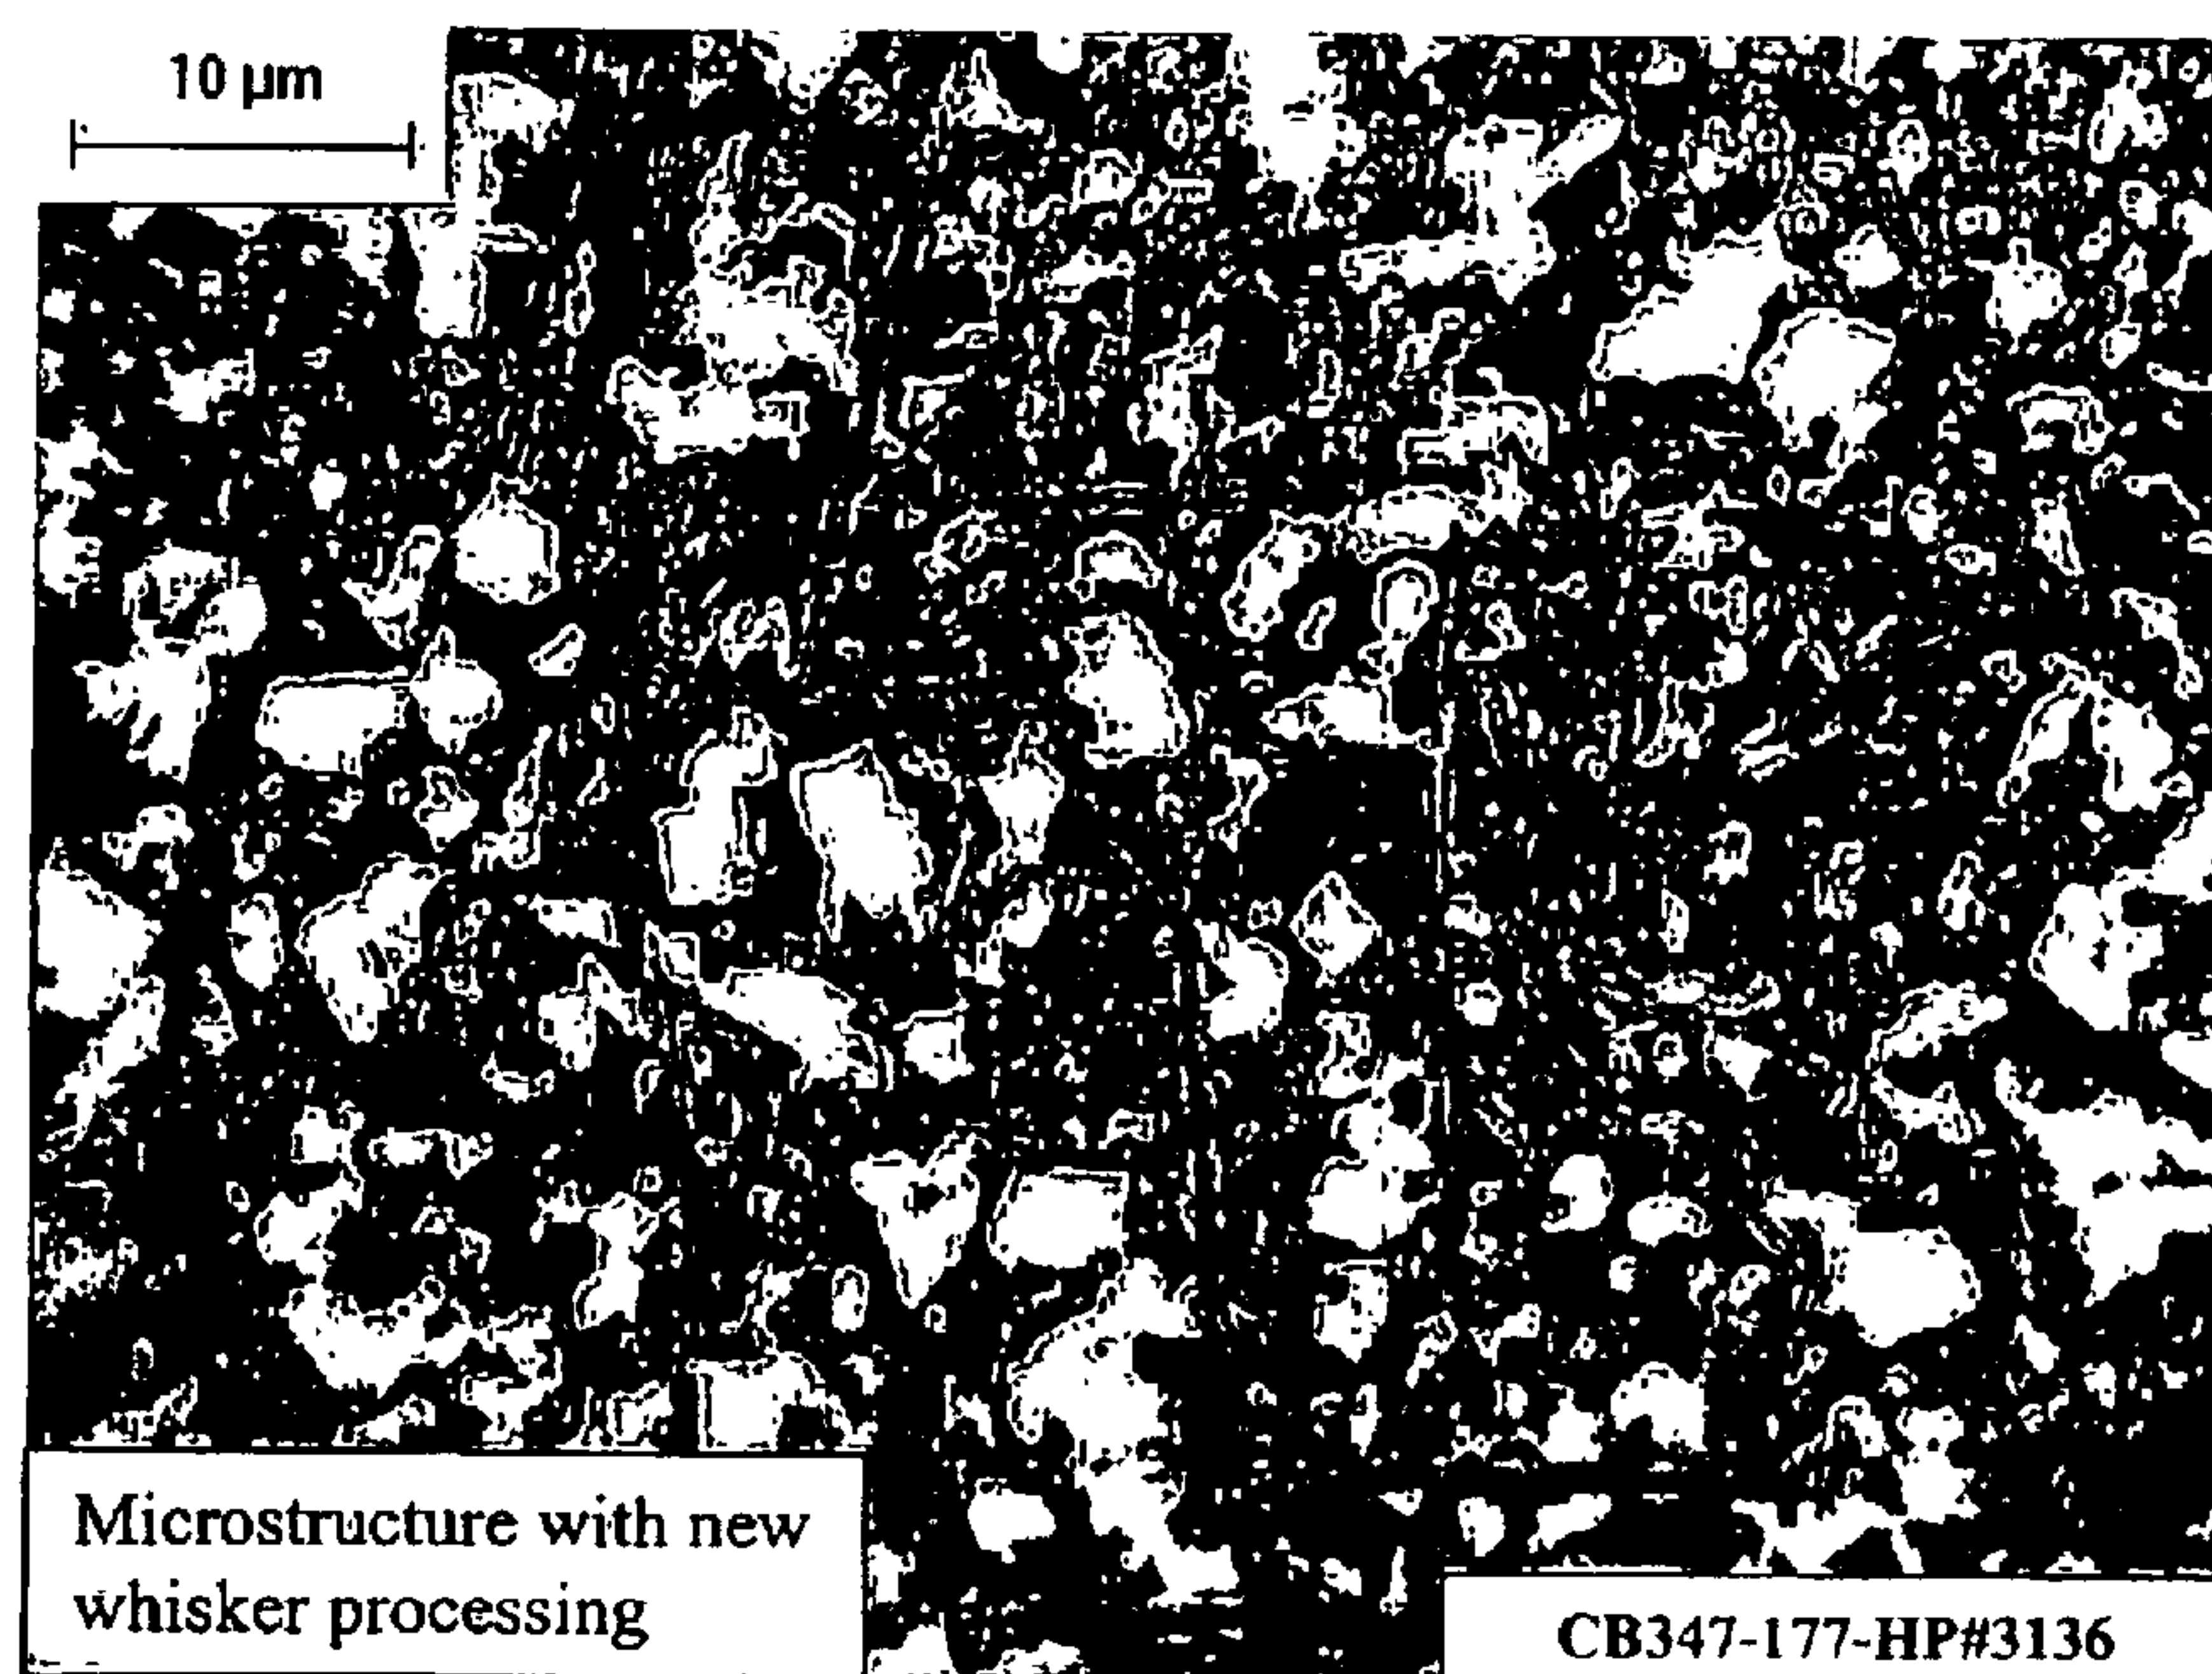 10 µm
Microstructure with new
whisker processing
CB347-177-HP#3136